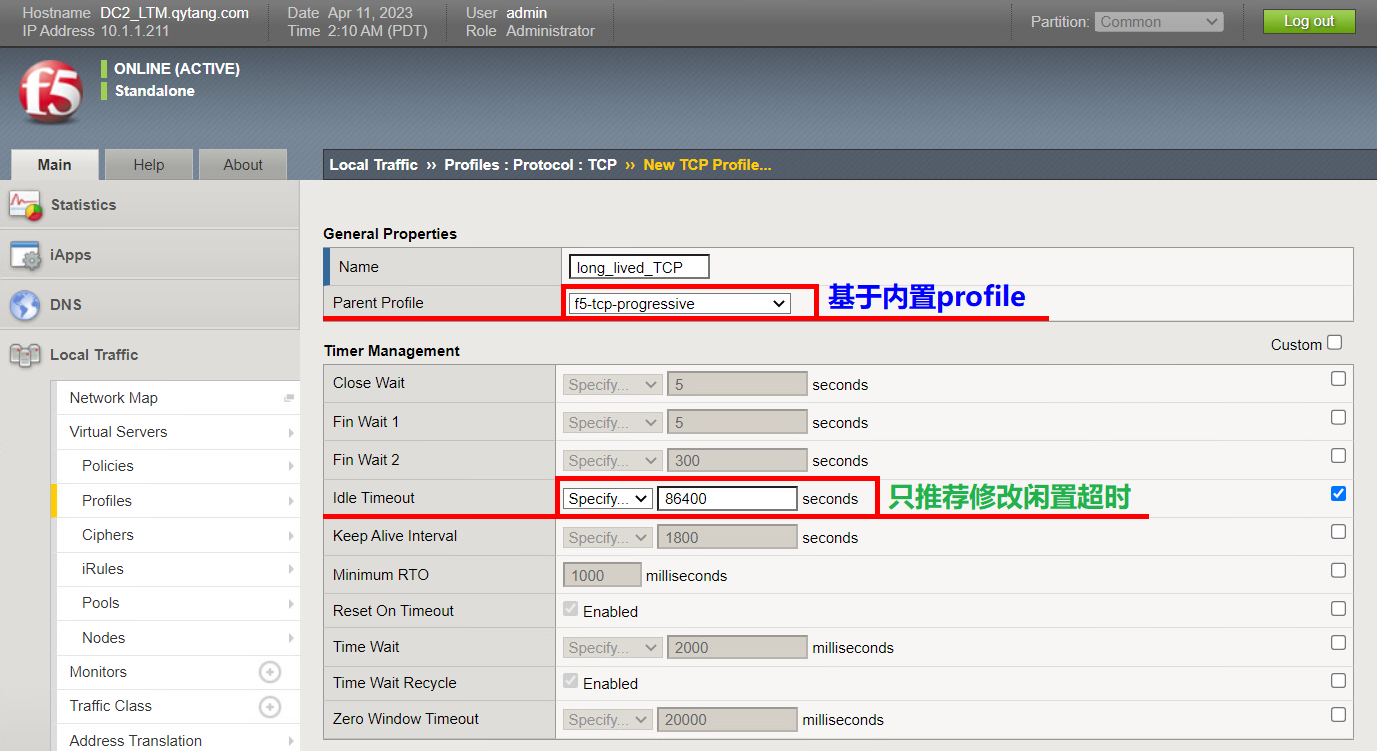 Hostname DC2_LTM.qytang.com Date Apr 11, 2023 User admin
IP Address 10.1.1.211 Time 2:10 AM (PDT) Role Administrator
Partition: Common Log out
f5
ONLINE (ACTIVE)
Standalone
Main Help About
Local Traffic ›› Profiles : Protocol : TCP ›› New TCP Profile...
Statistics
iApps
DNS
Local Traffic
Network Map
Virtual Servers
Policies
Profiles
Ciphers
iRules
Pools
Nodes
Monitors
Traffic Class
Address Translation
General Properties
Name long_lived_TCP
Parent Profile f5-tcp-progressive 基于内置profile
Timer Management Custom
Close Wait Specify... 5 seconds
Fin Wait 1 Specify... 5 seconds
Fin Wait 2 Specify... 300 seconds
Idle Timeout Specify... 86400 seconds 只推荐修改闲置超时
Keep Alive Interval Specify... 1800 seconds
Minimum RTO 1000 milliseconds
Reset On Timeout Enabled
Time Wait Specify... 2000 milliseconds
Time Wait Recycle Enabled
Zero Window Timeout Specify... 20000 milliseconds